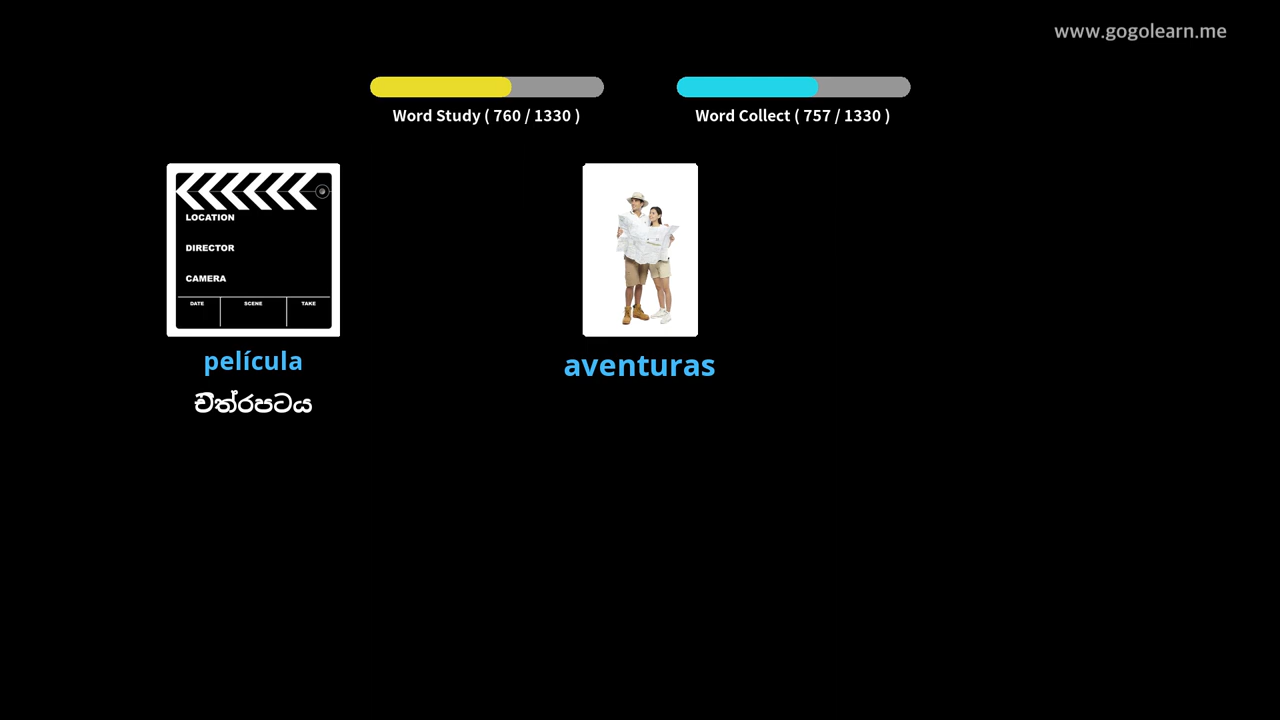 www.gogolearn.me
Word Study ( 760 / 1330 )
Word Collect ( 757 / 1330 )
LOCATION
DIRECTOR
CAMERA
DATE SCENE TAKE
película
චිත්රපටය
aventuras